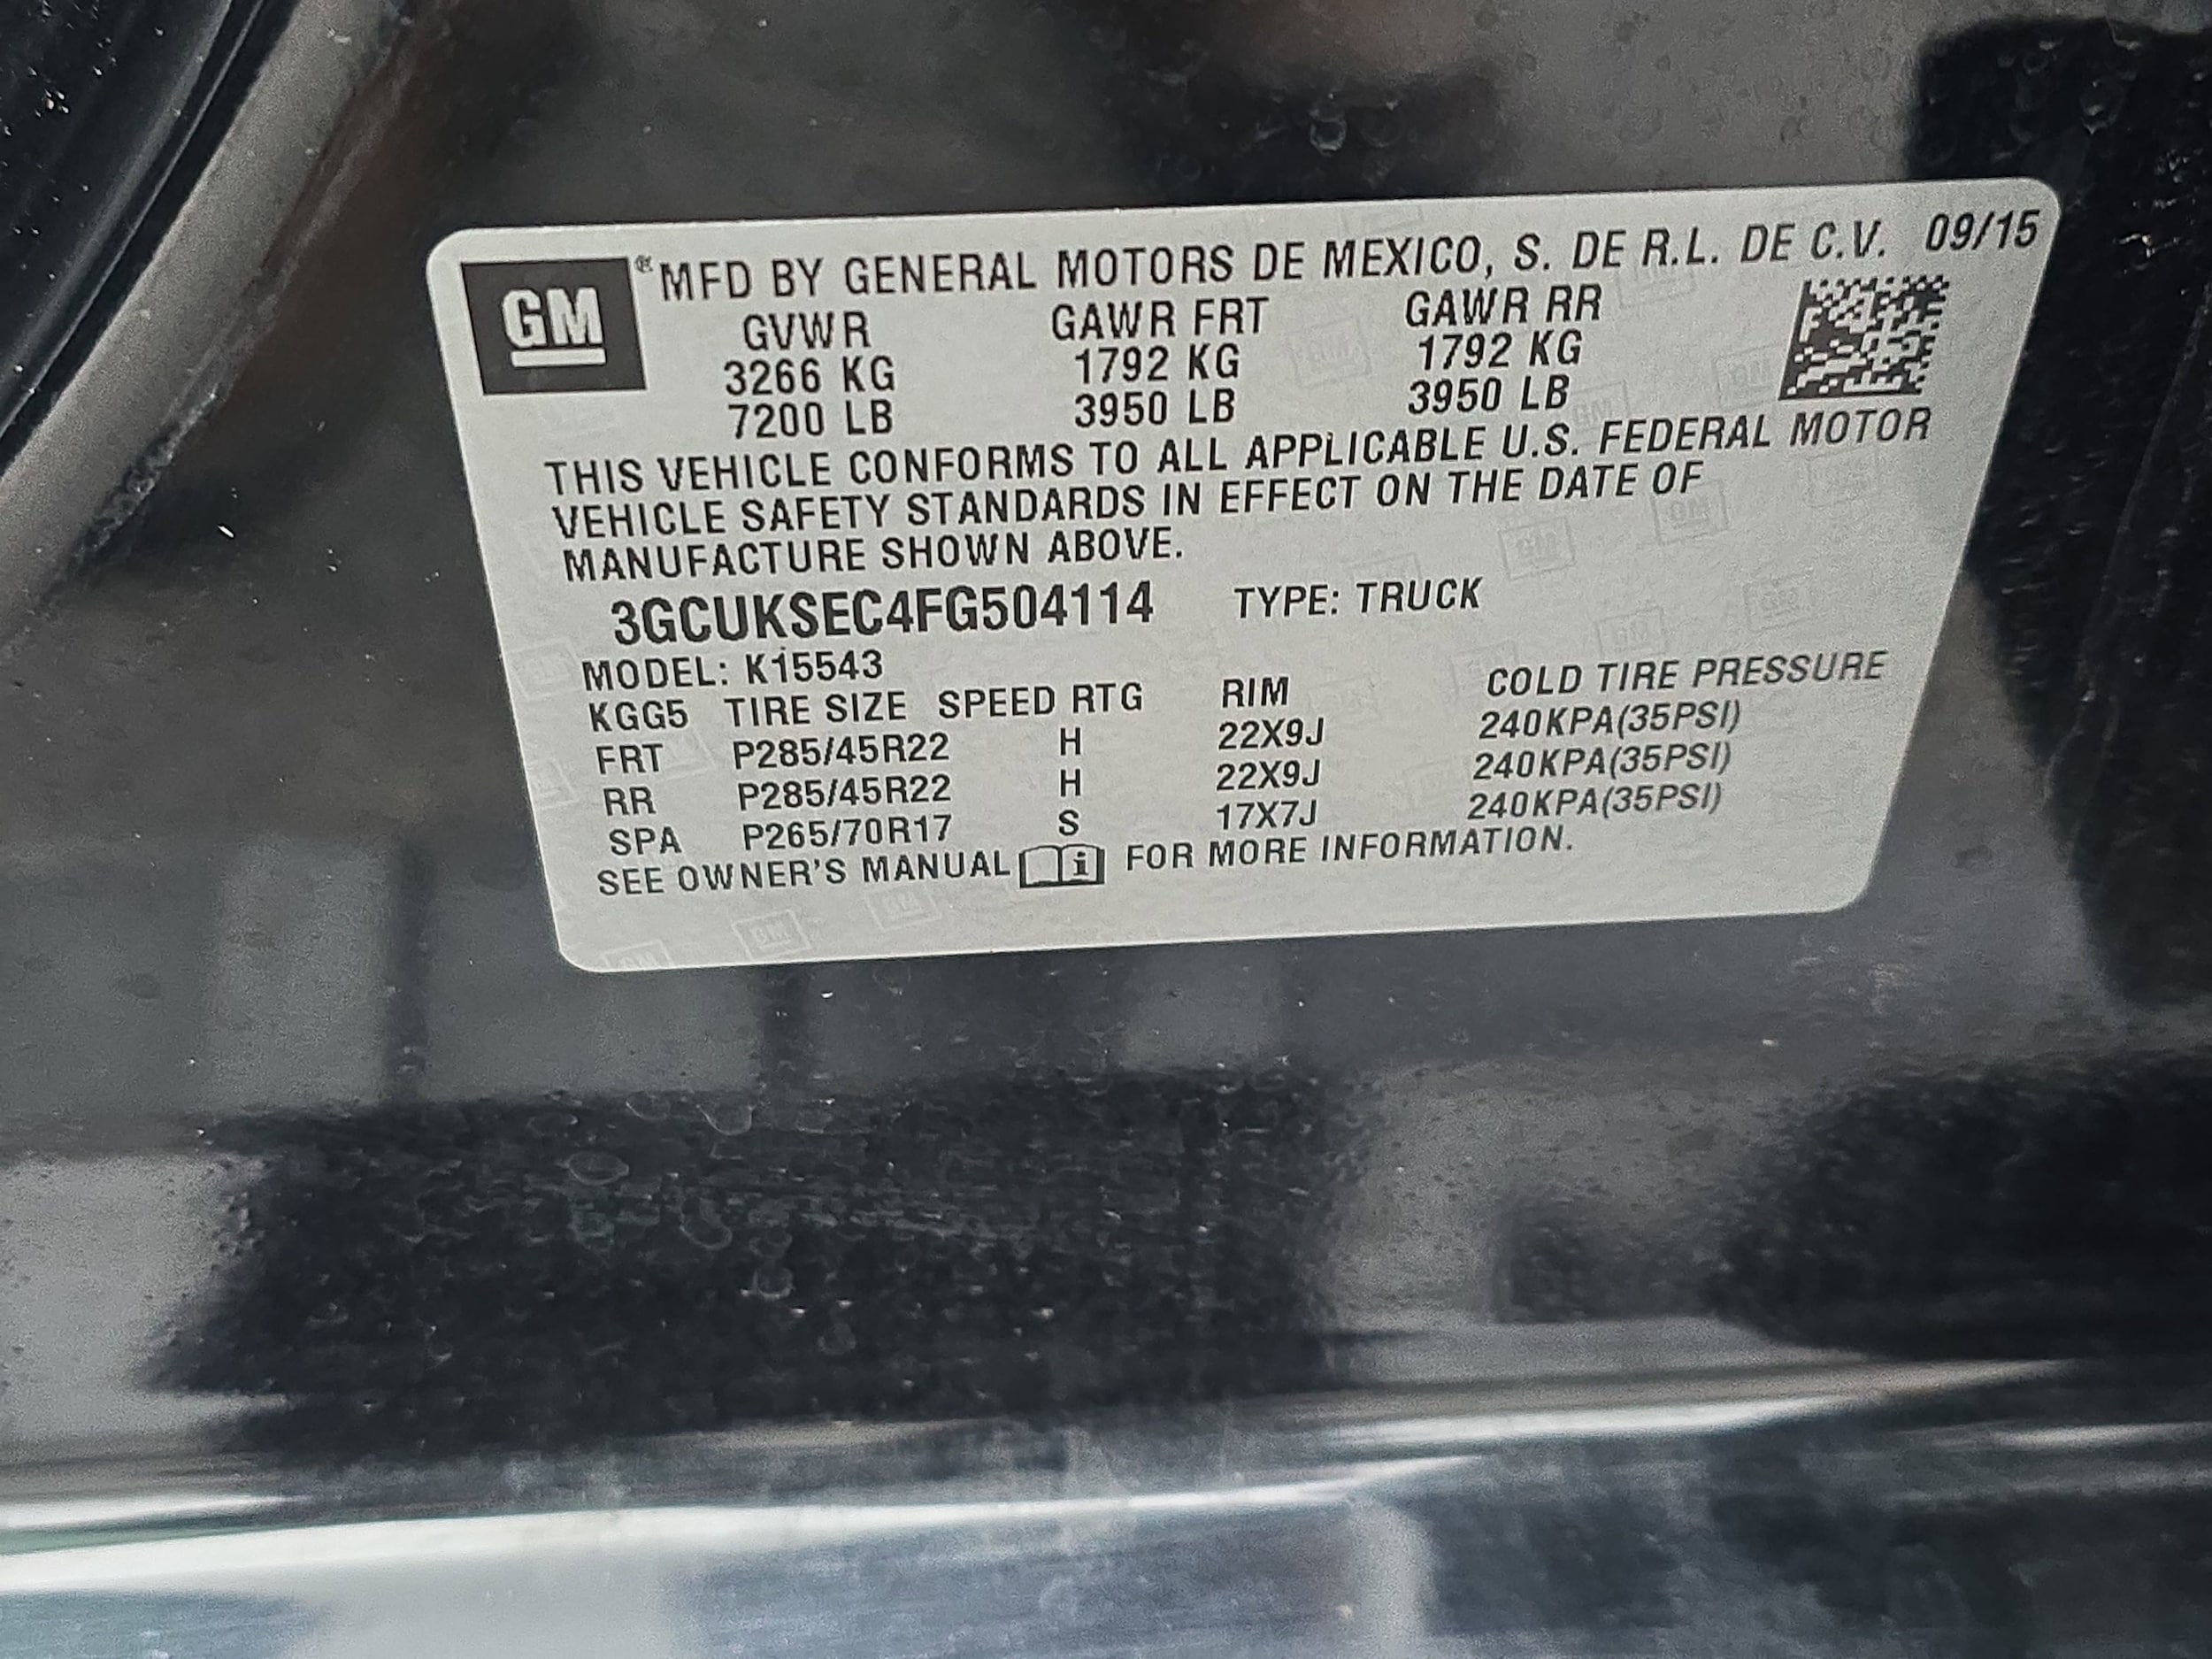 GM ® MFD BY GENERAL MOTORS DE MEXICO, S. DE R.L. DE C.V. 09/15
GVWR GAWR FRT GAWR RR
3266 KG 1792 KG 1792 KG
7200 LB 3950 LB 3950 LB
THIS VEHICLE CONFORMS TO ALL APPLICABLE U.S. FEDERAL MOTOR
VEHICLE SAFETY STANDARDS IN EFFECT ON THE DATE OF
MANUFACTURE SHOWN ABOVE.
3GCUKSEC4FG504114 TYPE: TRUCK
MODEL: K15543
KGG5 TIRE SIZE SPEED RTG RIM COLD TIRE PRESSURE
FRT P285/45R22 H 22X9J 240KPA(35PSI)
RR P285/45R22 H 22X9J 240KPA(35PSI)
SPA P265/70R17 S 17X7J 240KPA(35PSI)
SEE OWNER'S MANUAL i FOR MORE INFORMATION.